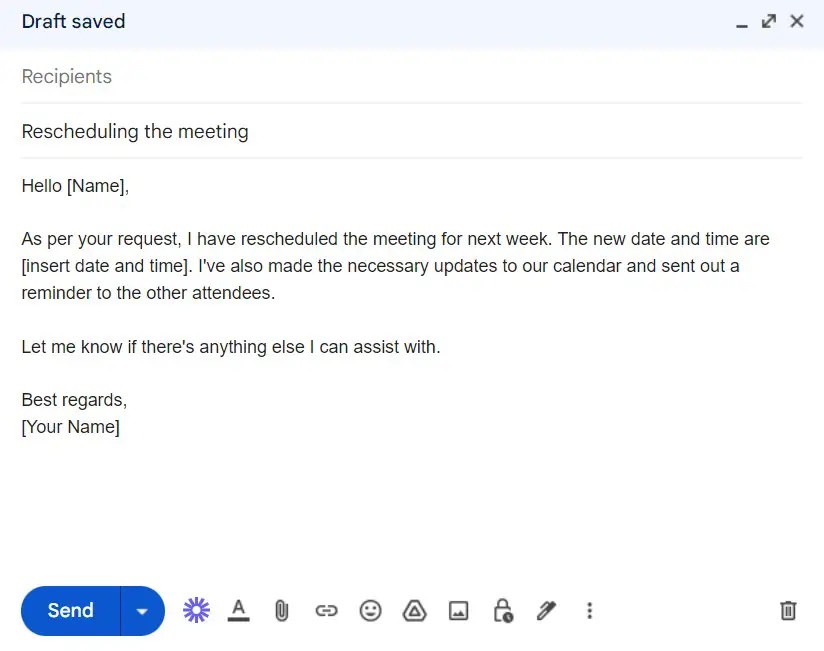 Draft saved
Recipients
Rescheduling the meeting
Hello [Name],
As per your request, I have rescheduled the meeting for next week. The new date and time are
[insert date and time]. I've also made the necessary updates to our calendar and sent out a
reminder to the other attendees.
Let me know if there's anything else I can assist with.
Best regards,
[Your Name]
Send
A